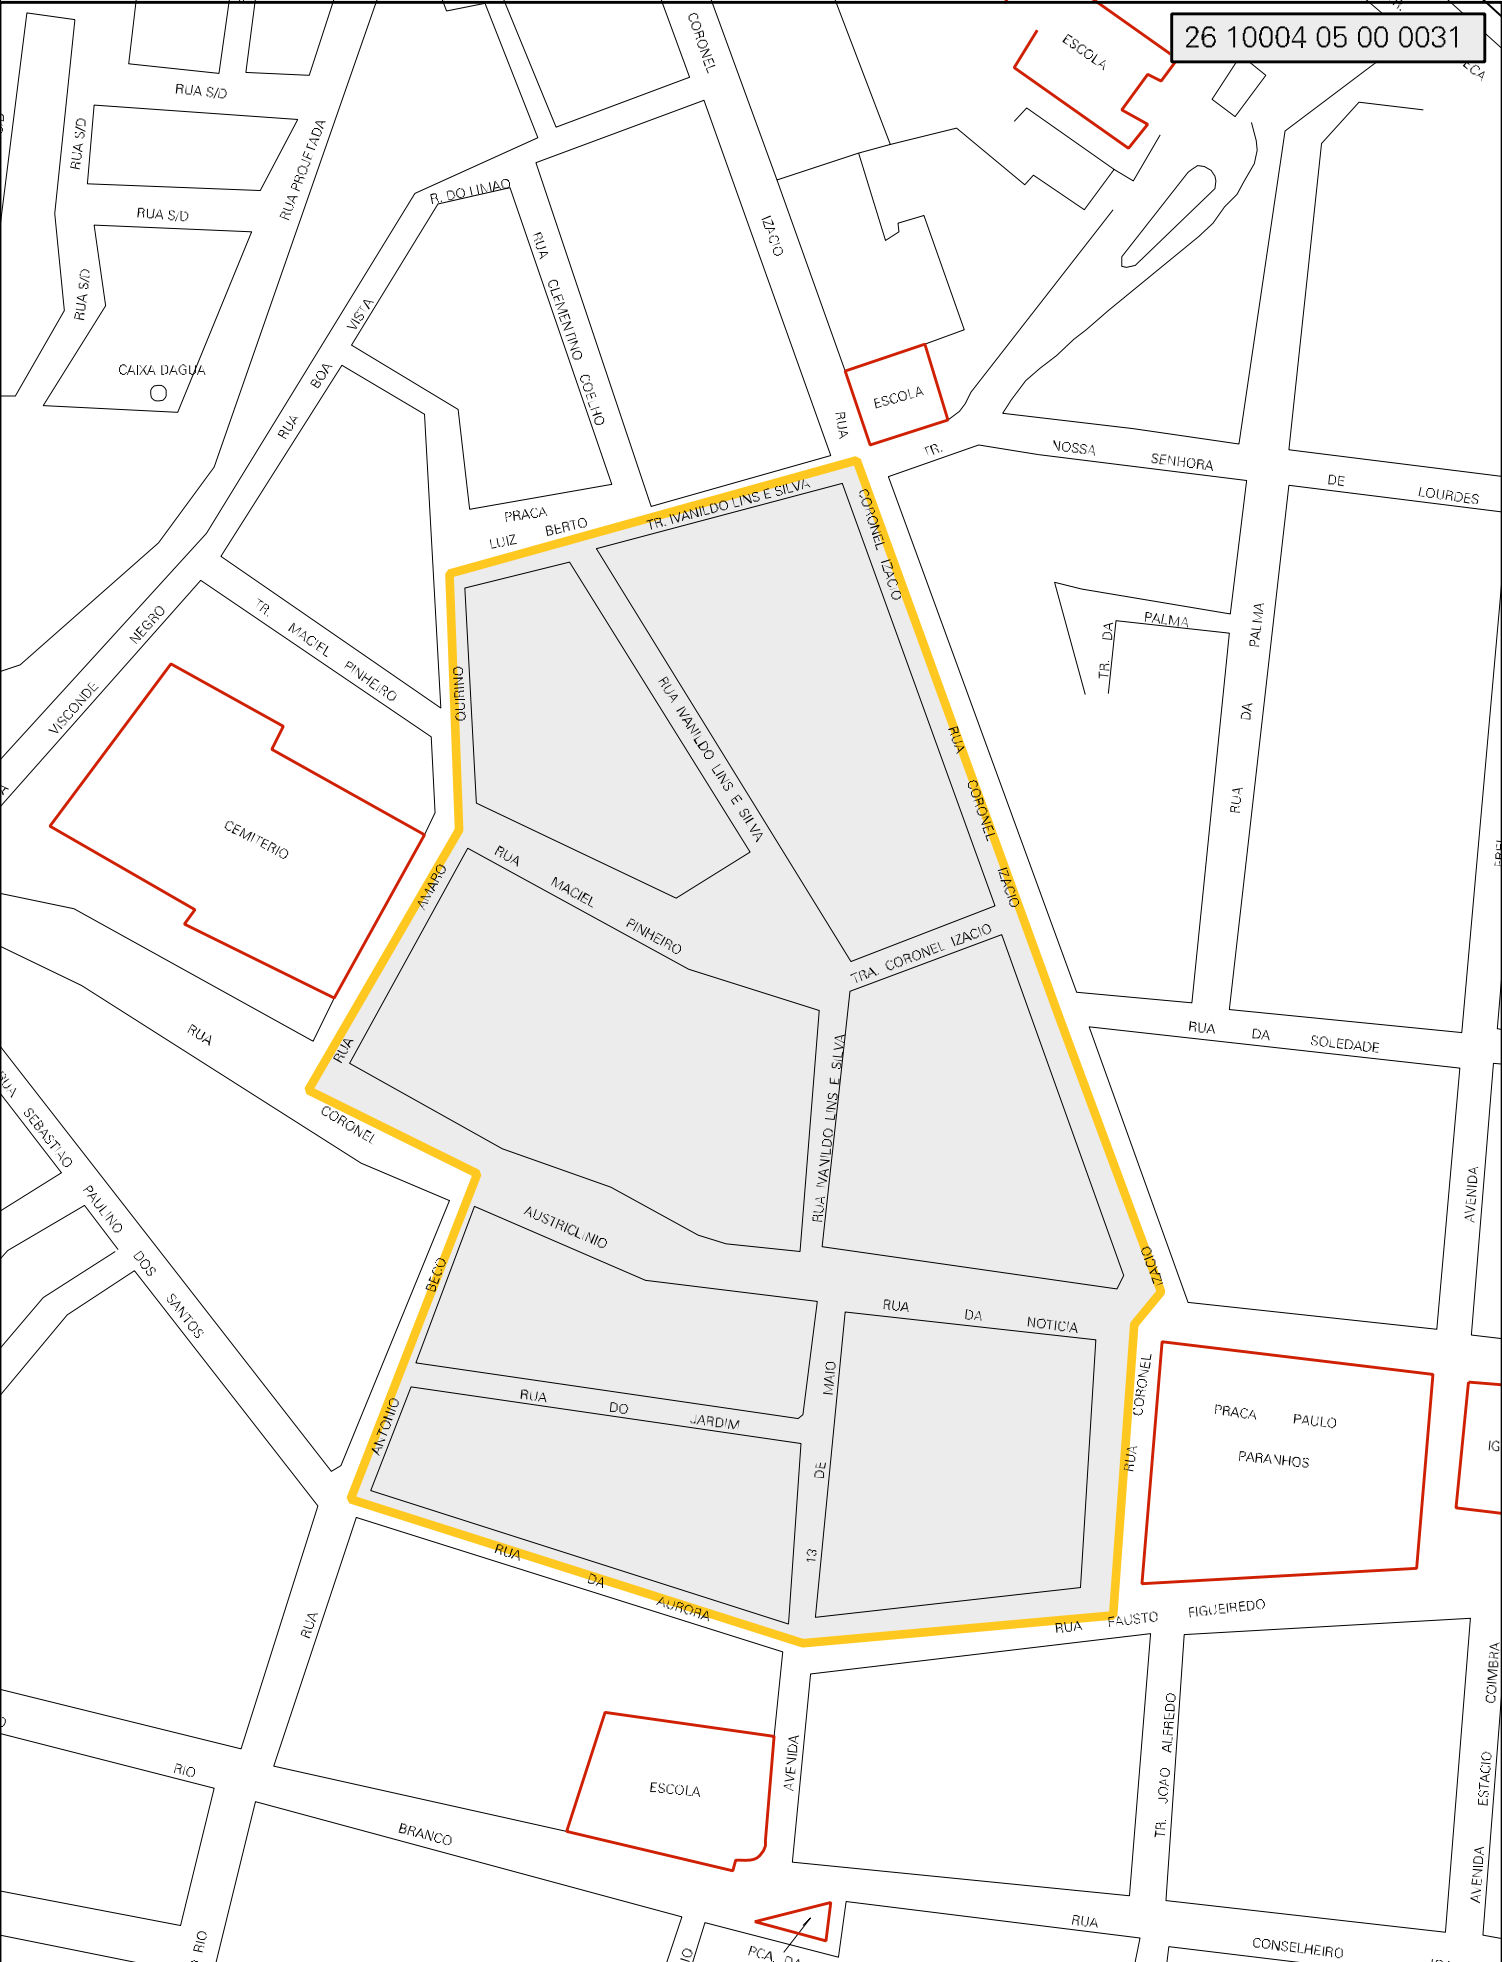 26 10004 05 00 0031
ESCOLA
CORONEL
RUA S/D
RUA S/D
RUA PROJETADA
RUA S/D
R. DO LIMAO
IZACIO
RUA CLEMENTINO COELHO
RUA S/D
CAIXA DAGUA
RUA BOA VISTA
ESCOLA
RUA
TR. NOSSA SENHORA DE LOURDES
PRACA
LUIZ BERTO
TR. IVANILDO LINS E SILVA
CORONEL IZACIO
TR. MACIEL PINHEIRO
VISCONDE NEGRO
QUIRINO
RUA IVANILDO LINS E SILVA
TR. DA PALMA
RUA DA PALMA
RUA CORONEL IZACIO
CEMITERIO
AMARO
RUA MACIEL PINHEIRO
TRA. CORONEL IZACIO
RUA
RUA
RUA DA SOLEDADE
RUA IVANILDO LINS E SILVA
CORONEL
RUA SEBASTIAO PAULINO DOS SANTOS
AUSTRICLINIO
BECO
IZACIO
AVENIDA
RUA DA NOTICIA
MAIO
DE
13
RUA DO JARDIM
ANTONIO
RUA CORONEL
PRACA PAULO
PARANHOS
IG
RUA DA AURORA
RUA FAUSTO FIGUEIREDO
RUA
ESCOLA
AVENIDA
TR. JOAO ALFREDO
AVENIDA ESTACIO COIMBRA
RIO BRANCO
RIO
PCA. DA
RUA CONSELHEIRO